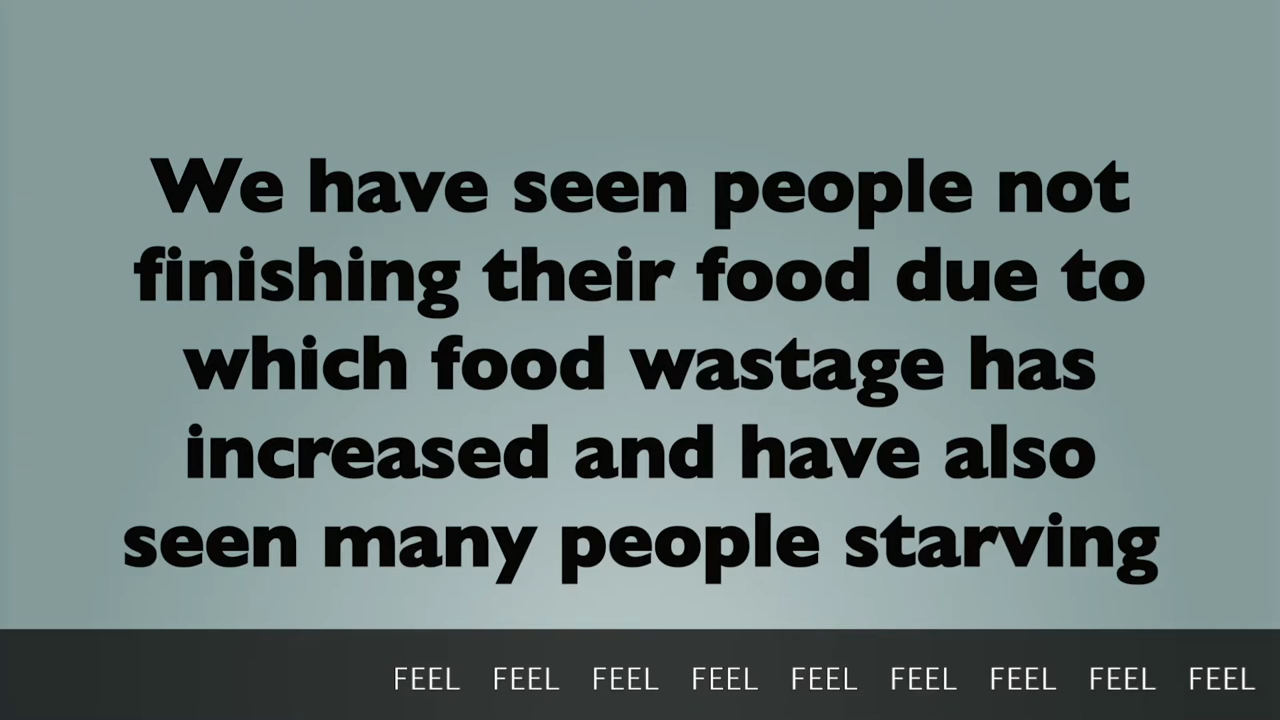 We have seen people not
finishing their food due to
which food wastage has
increased and have also
seen many people starving
FEEL FEEL FEEL FEEL FEEL FEEL FEEL FEEL FEEL